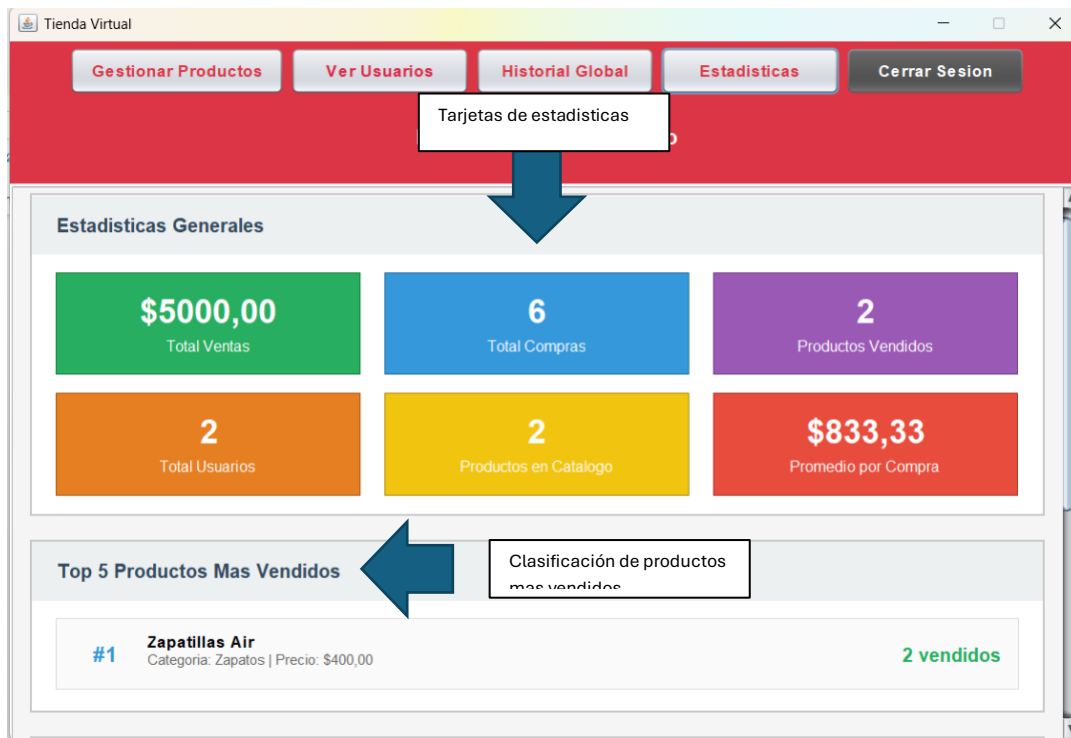 Tienda Virtual
Gestionar Productos Ver Usuarios Historial Global Estadisticas Cerrar Sesion
Tarjetas de estadisticas
Estadisticas Generales
$5000,00 6 2
Total Ventas Total Compras Productos Vendidos
2 2 $833,33
Total Usuarios Productos en Catalogo Promedio por Compra
Top 5 Productos Mas Vendidos
Clasificación de productos
mas vendidos
#1 Zapatillas Air 2 vendidos
Categoria: Zapatos | Precio: $400,00